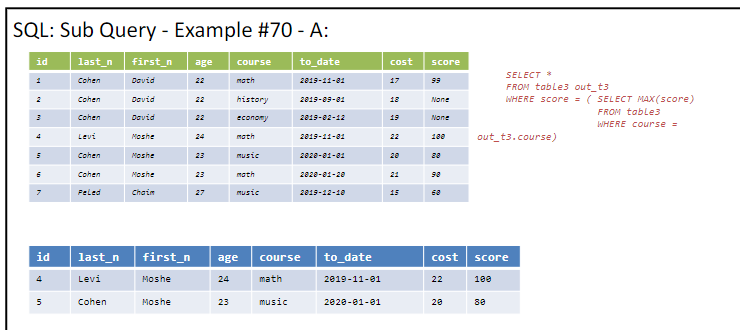 SQL: Sub Query - Example #70 - A:
id last_n first_n age course to_date cost score
1 Cohen David 22 math 2019-11-01 17 99
2 Cohen David 22 history 2019-09-01 18 None
3 Cohen David 22 economy 2019-02-12 19 None
4 Levi Moshe 24 math 2019-11-01 22 100
5 Cohen Moshe 23 music 2020-01-01 20 80
6 Cohen Moshe 23 math 2020-01-20 21 90
7 Peled Chaim 27 music 2019-12-10 15 60
SELECT *
FROM table3 out_t3
WHERE score = ( SELECT MAX(score)
FROM table3
WHERE course =
out_t3.course)
id last_n first_n age course to_date cost score
4 Levi Moshe 24 math 2019-11-01 22 100
5 Cohen Moshe 23 music 2020-01-01 20 80